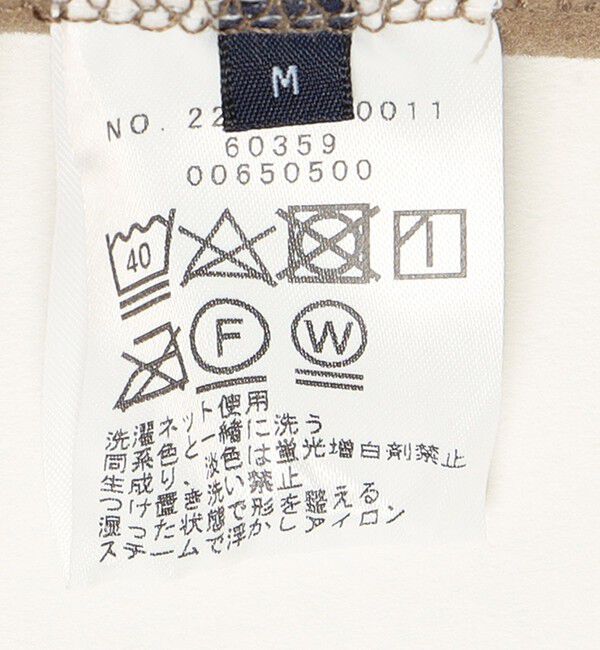 M
NO. 22 0011
60359
00650500
40
F
W
洗濯ネット使用
同系色と一緒に洗う
生成り、淡色は蛍光増白剤禁止
つけ置き洗い禁止
湿った状態で形を整える
スチーム浮かしアイロン